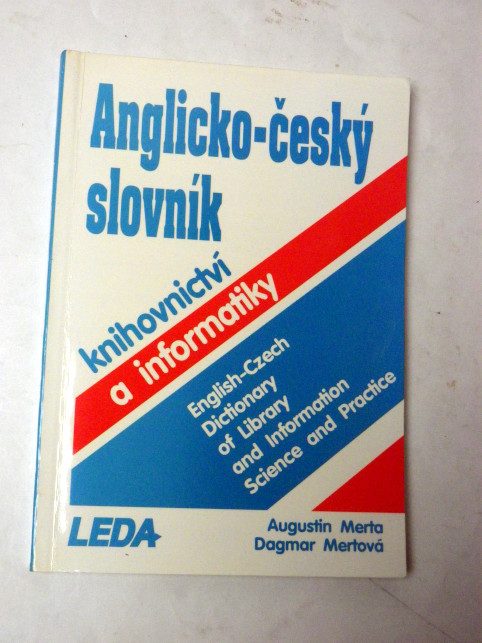 Anglicko-český
slovník
knihovnictví
a informatiky
English-Czech
Dictionary
of Library
and Information
Science and Practice
LEDA
Augustin Merta
Dagmar Mertová